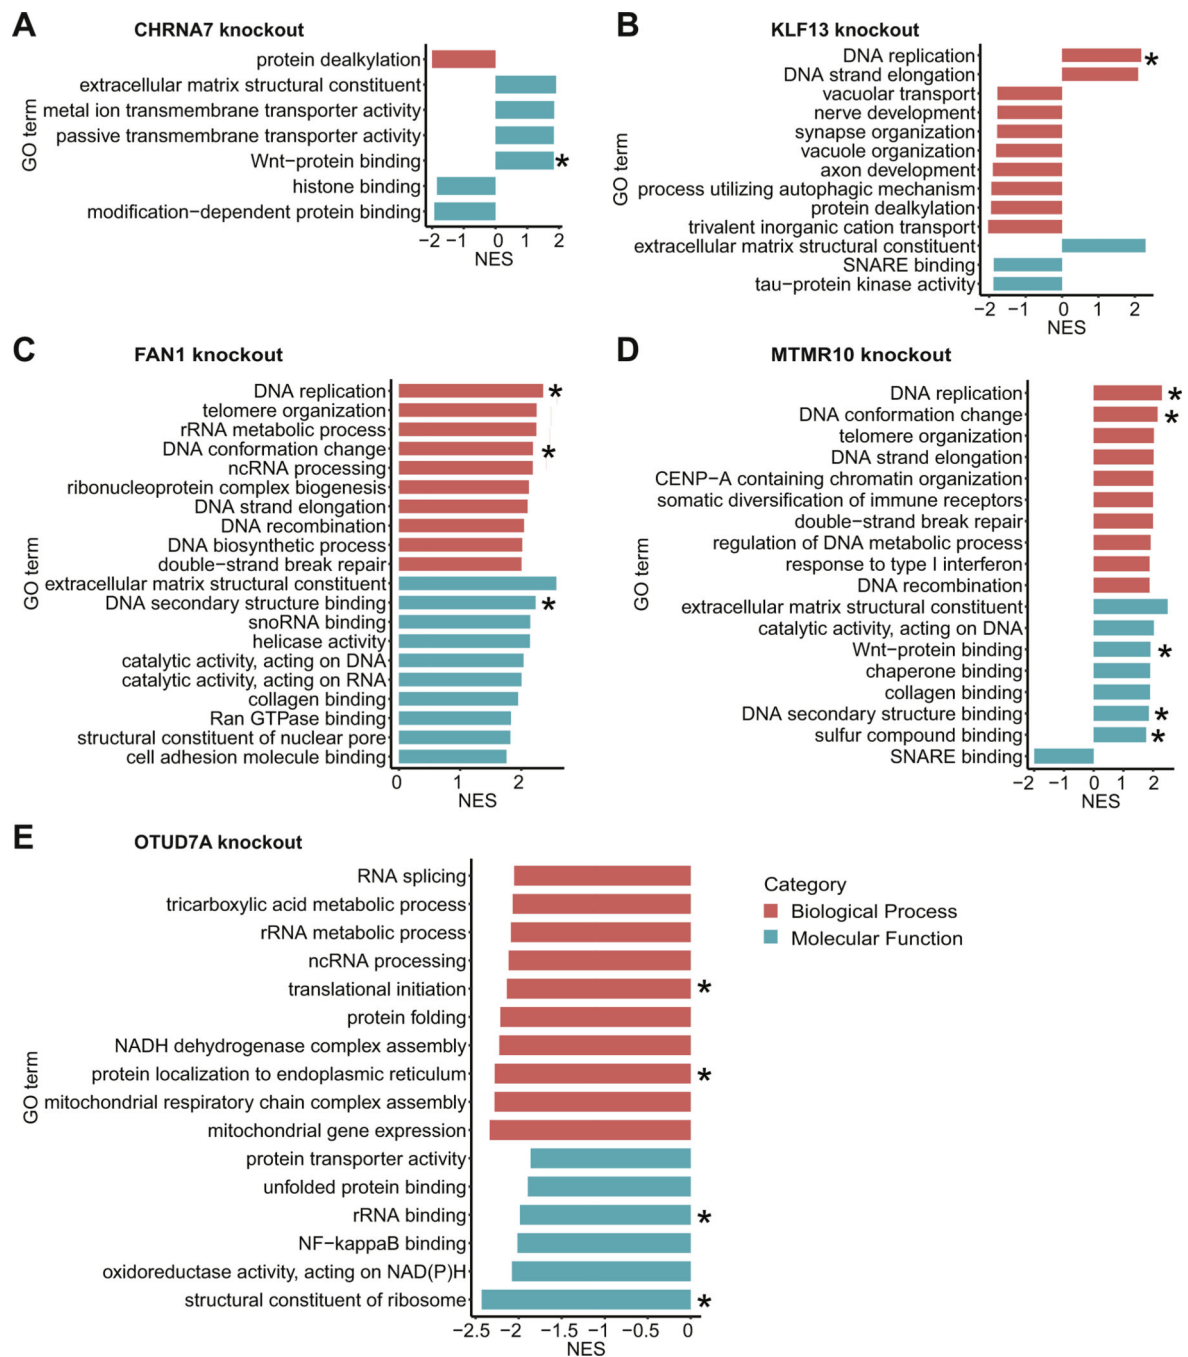 A
CHRNA7 knockout
GO term
protein dealkylation
extracellular matrix structural constituent
metal ion transmembrane transporter activity
passive transmembrane transporter activity
Wnt−protein binding *
histone binding
modification−dependent protein binding
−2 −1 0 1 2
NES
B
KLF13 knockout
GO term
DNA replication *
DNA strand elongation
vacuolar transport
nerve development
synapse organization
vacuole organization
axon development
process utilizing autophagic mechanism
protein dealkylation
trivalent inorganic cation transport
extracellular matrix structural constituent
SNARE binding
tau−protein kinase activity
−2 −1 0 1 2
NES
C
FAN1 knockout
GO term
DNA replication *
telomere organization
rRNA metabolic process
DNA conformation change *
ncRNA processing
ribonucleoprotein complex biogenesis
DNA strand elongation
DNA recombination
DNA biosynthetic process
double−strand break repair
extracellular matrix structural constituent
DNA secondary structure binding *
snoRNA binding
helicase activity
catalytic activity, acting on DNA
catalytic activity, acting on RNA
collagen binding
Ran GTPase binding
structural constituent of nuclear pore
cell adhesion molecule binding
0 1 2
NES
D
MTMR10 knockout
GO term
DNA replication *
DNA conformation change *
telomere organization
DNA strand elongation
CENP−A containing chromatin organization
somatic diversification of immune receptors
double−strand break repair
regulation of DNA metabolic process
response to type I interferon
DNA recombination
extracellular matrix structural constituent
catalytic activity, acting on DNA
Wnt−protein binding *
chaperone binding
collagen binding
DNA secondary structure binding *
sulfur compound binding *
SNARE binding
−2 −1 0 1 2
NES
E
OTUD7A knockout
GO term
RNA splicing
tricarboxylic acid metabolic process
rRNA metabolic process
ncRNA processing
translational initiation *
protein folding
NADH dehydrogenase complex assembly
protein localization to endoplasmic reticulum *
mitochondrial respiratory chain complex assembly
mitochondrial gene expression
protein transporter activity
unfolded protein binding
rRNA binding *
NF−kappaB binding
oxidoreductase activity, acting on NAD(P)H
structural constituent of ribosome *
−2.5 −2 −1.5 −1 −0.5 0
NES
Category
Biological Process
Molecular Function